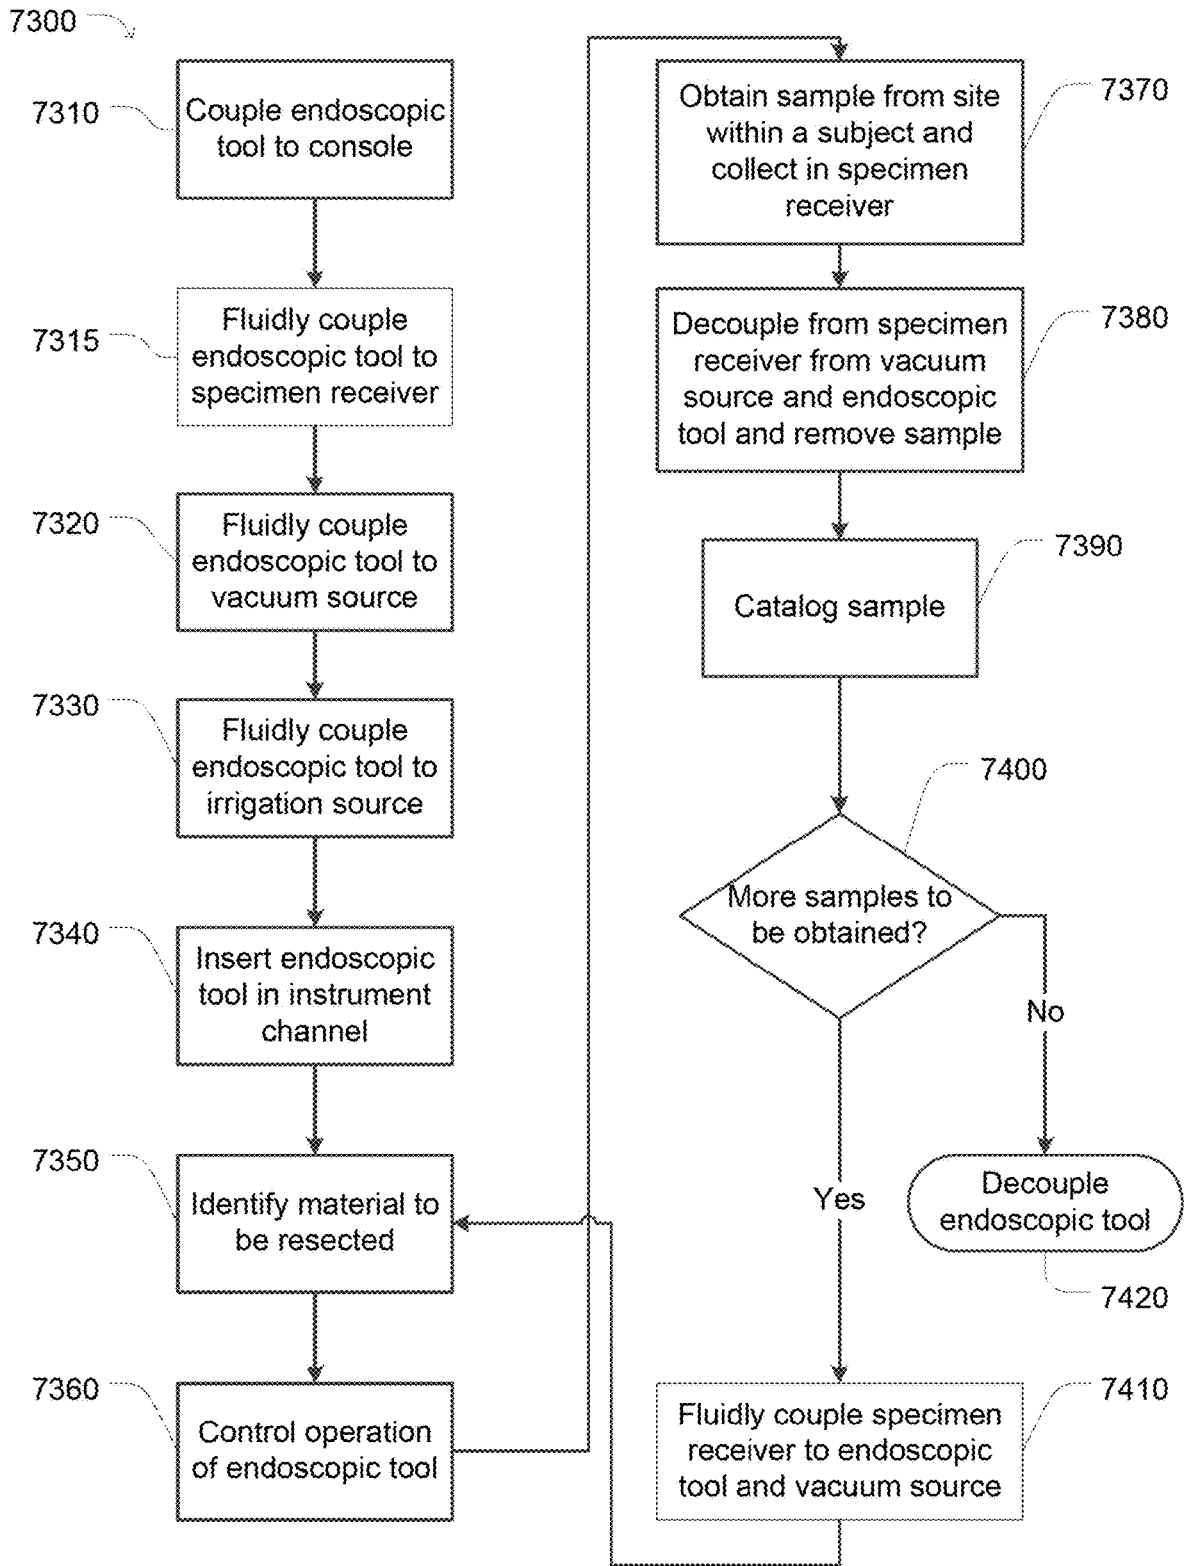 7300
7310
Couple endoscopic
tool to console
7315
Fluidly couple
endoscopic tool to
specimen receiver
7320
Fluidly couple
endoscopic tool to
vacuum source
7330
Fluidly couple
endoscopic tool to
irrigation source
7340
Insert endoscopic
tool in instrument
channel
7350
Identify material to
be resected
7360
Control operation
of endoscopic tool
7370
Obtain sample from site
within a subject and
collect in specimen
receiver
7380
Decouple from specimen
receiver from vacuum
source and endoscopic
tool and remove sample
7390
Catalog sample
7400
More samples to
be obtained?
No
Yes
Decouple
endoscopic tool
7420
7410
Fluidly couple specimen
receiver to endoscopic
tool and vacuum source